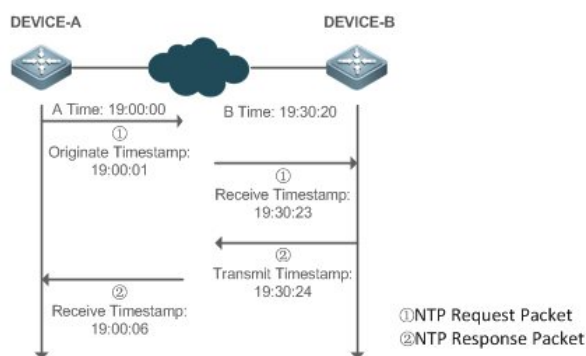 DEVICE-A
DEVICE-B
A Time: 19:00:00
B Time: 19:30:20
①
Originate Timestamp:
19:00:01
①
Receive Timestamp:
19:30:23
②
Transmit Timestamp:
19:30:24
②
Receive Timestamp:
19:00:06
①NTP Request Packet
②NTP Response Packet